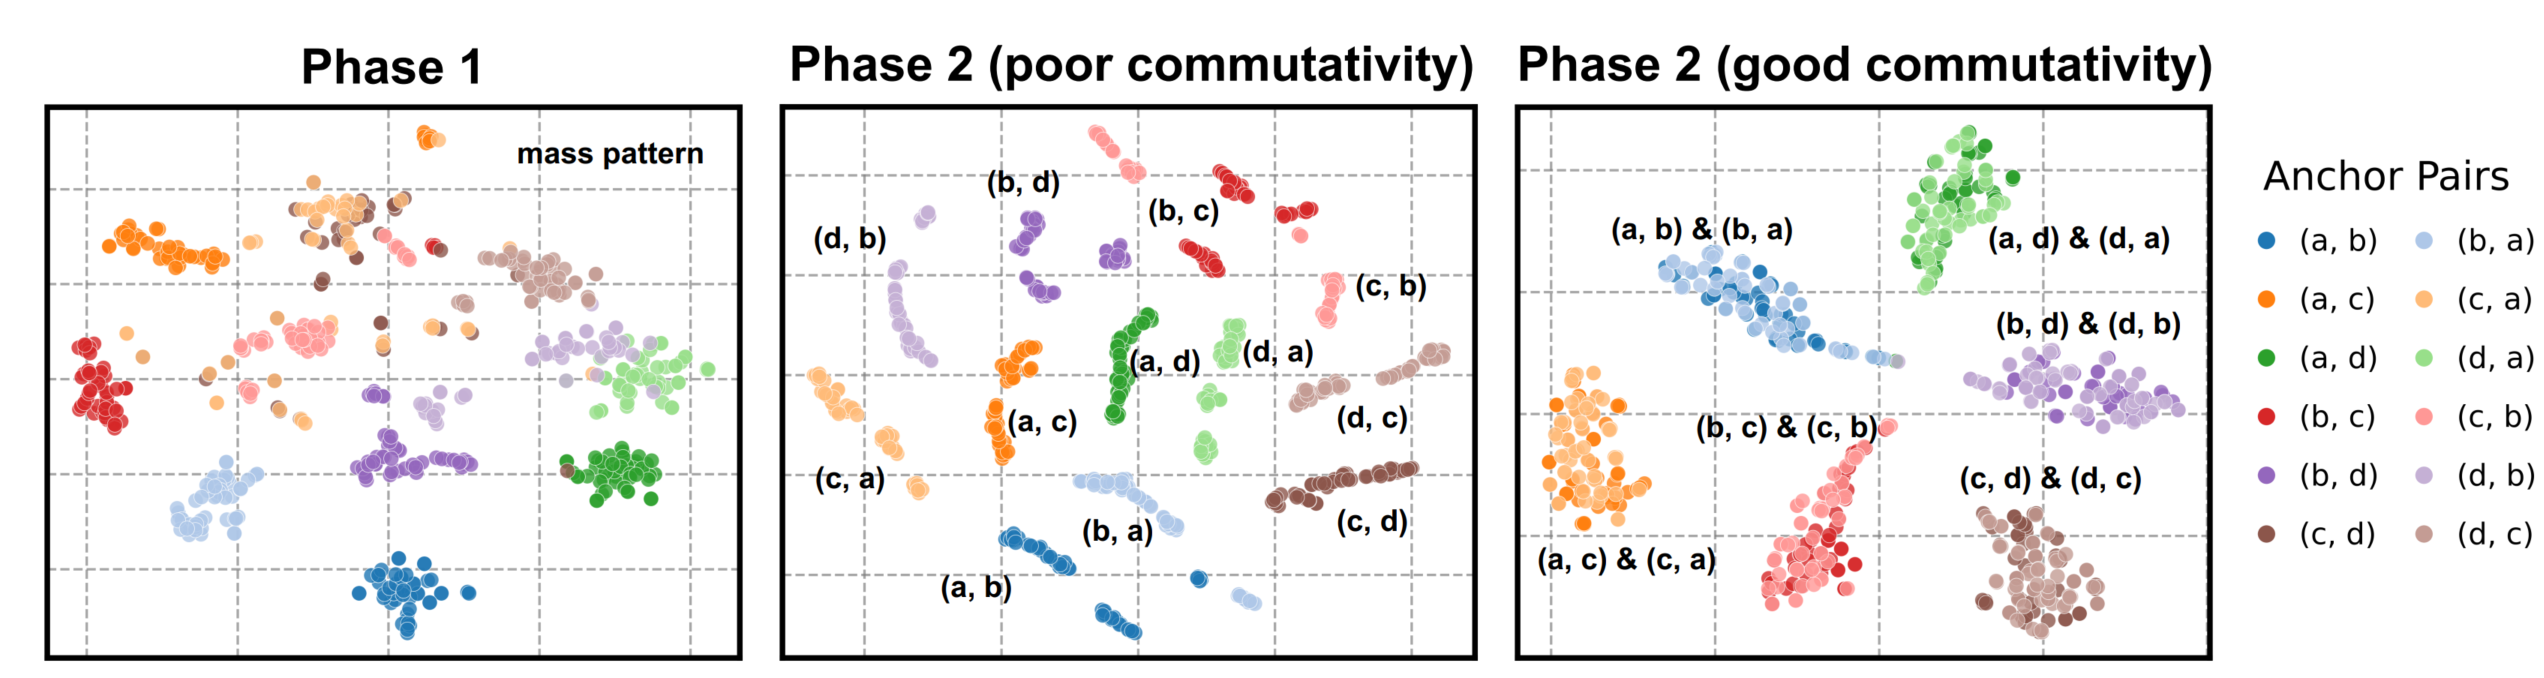 Phase 1
mass pattern
Phase 2 (poor commutativity)
(b, d)
(b, c)
(d, b)
(c, b)
(a, d)
(d, a)
(a, c)
(d, c)
(c, a)
(c, d)
(b, a)
(a, b)
Phase 2 (good commutativity)
(a, b) & (b, a)
(a, d) & (d, a)
(b, d) & (d, b)
(b, c) & (c, b)
(c, d) & (d, c)
(a, c) & (c, a)
Anchor Pairs
(a, b) (b, a)
(a, c) (c, a)
(a, d) (d, a)
(b, c) (c, b)
(b, d) (d, b)
(c, d) (d, c)